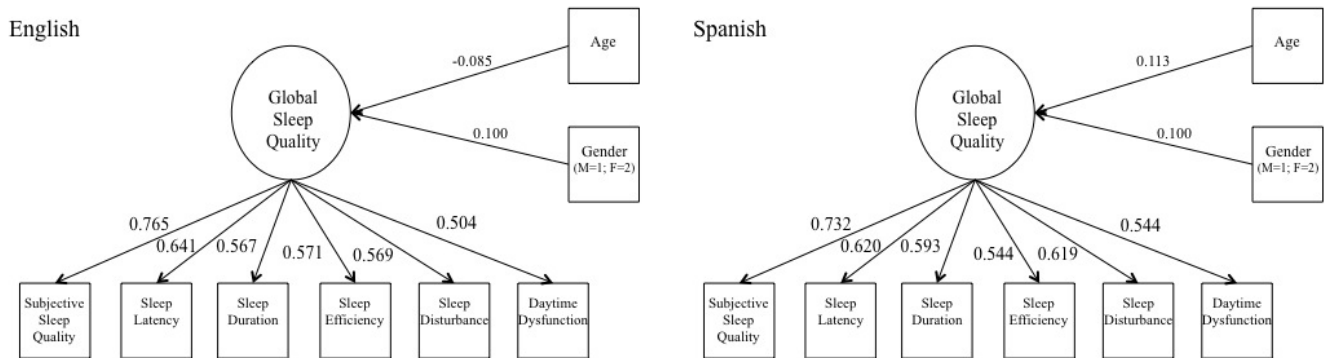 English
Global
Sleep
Quality
Age
-0.085
0.100
Gender
(M=1; F=2)
0.765
0.641
0.567
0.571
0.569
0.504
Subjective
Sleep
Quality
Sleep
Latency
Sleep
Duration
Sleep
Efficiency
Sleep
Disturbance
Daytime
Dysfunction
Spanish
Global
Sleep
Quality
Age
0.113
0.100
Gender
(M=1; F=2)
0.732
0.620
0.593
0.544
0.619
0.544
Subjective
Sleep
Quality
Sleep
Latency
Sleep
Duration
Sleep
Efficiency
Sleep
Disturbance
Daytime
Dysfunction